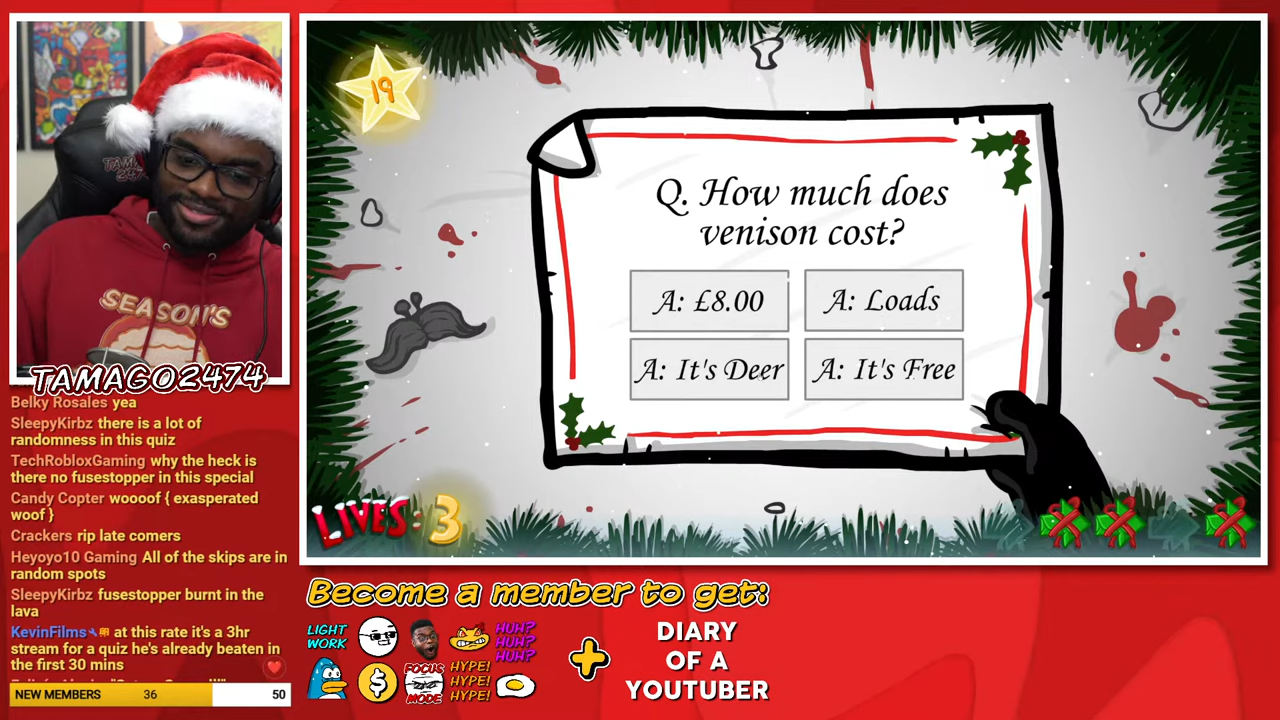 TAMAGO
247
SEASON'S
TAMAGO2474
Belky Rosales yea
SleepyKirbz there is a lot of
randomness in this quiz
TechRobloxGaming why the heck is
there no fusestopper in this special
Candy Copter woooof { exasperated
woof }
Crackers rip late comers
Heyoyo10 Gaming All of the skips are in
random spots
SleepyKirbz fusestopper burnt in the
lava
KevinFilms at this rate it's a 3hr
stream for a quiz he's already beaten in
the first 30 mins
NEW MEMBERS 36 50
19
Q. How much does
venison cost?
A: £8.00
A: Loads
A: It's Deer
A: It's Free
LIVES: 3
Become a member to get:
LIGHT
WORK
HUH?
HUH?
HUH?
FOCUS
MODE
HYPE!
HYPE!
HYPE!
+
DIARY
OF A
YOUTUBER